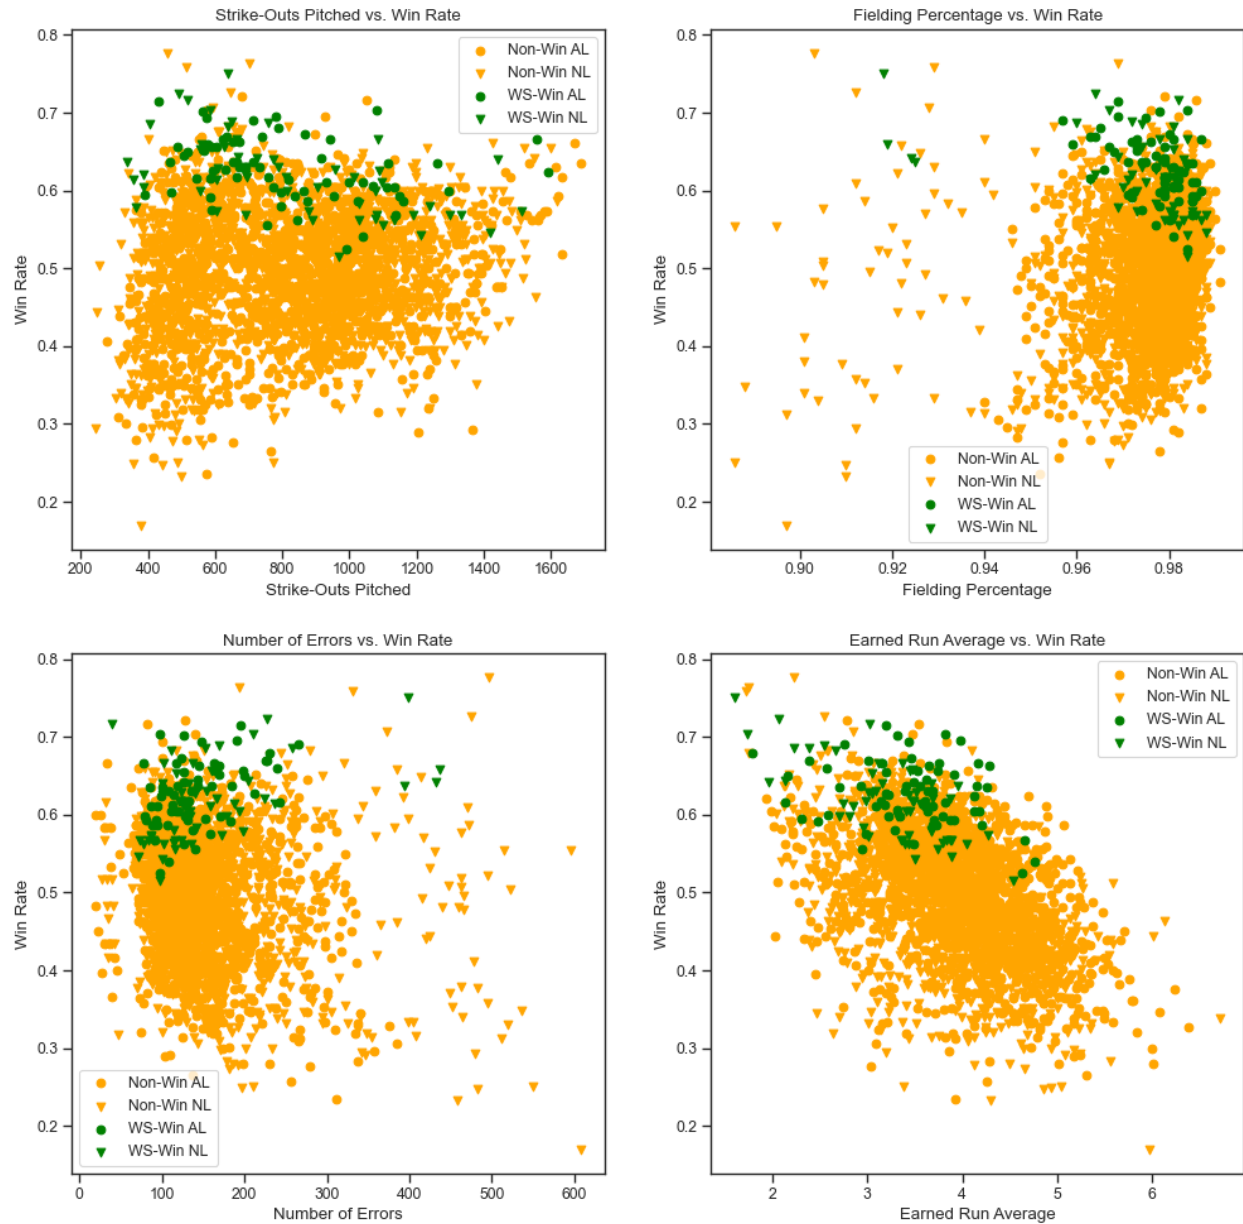 Strike-Outs Pitched vs. Win Rate
0.8
0.7
0.6
0.5
0.4
0.3
0.2
Win Rate
Non-Win AL
Non-Win NL
WS-Win AL
WS-Win NL
200 400 600 800 1000 1200 1400 1600
Strike-Outs Pitched
Fielding Percentage vs. Win Rate
0.8
0.7
0.6
0.5
0.4
0.3
0.2
Win Rate
Non-Win AL
Non-Win NL
WS-Win AL
WS-Win NL
0.90 0.92 0.94 0.96 0.98
Fielding Percentage
Number of Errors vs. Win Rate
0.8
0.7
0.6
0.5
0.4
0.3
0.2
Win Rate
Non-Win AL
Non-Win NL
WS-Win AL
WS-Win NL
0 100 200 300 400 500 600
Number of Errors
Earned Run Average vs. Win Rate
0.8
0.7
0.6
0.5
0.4
0.3
0.2
Win Rate
Non-Win AL
Non-Win NL
WS-Win AL
WS-Win NL
2 3 4 5 6
Earned Run Average